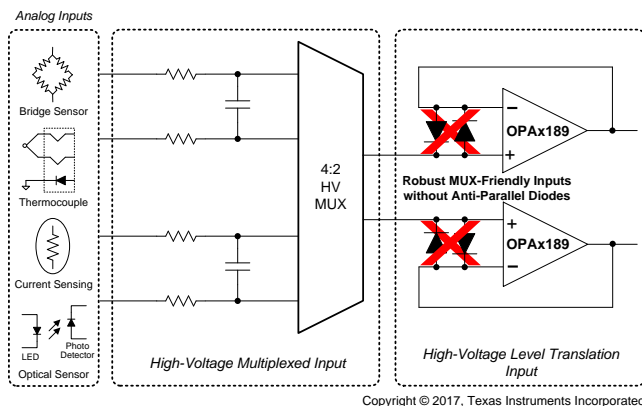 Analog Inputs
Bridge Sensor
Thermocouple
Current Sensing
LED
Photo
Detector
Optical Sensor
4:2
HV
MUX
High-Voltage Multiplexed Input
−
OPAx189
+
Robust MUX-Friendly Inputs
without Anti-Parallel Diodes
+
OPAx189
−
High-Voltage Level Translation
Input
Copyright © 2017, Texas Instruments Incorporated